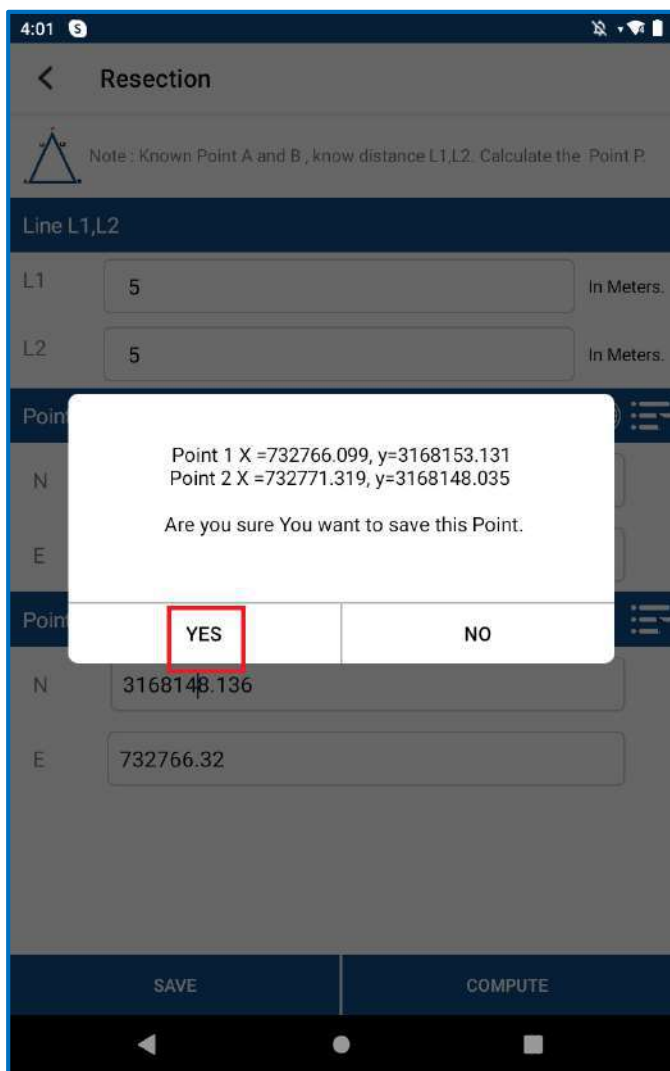 4:01 S
Resection
Note : Known Point A and B , know distance L1,L2. Calculate the Point P.
Line L1,L2
L1 5 In Meters.
L2 5 In Meters.
Poin
Point 1 X =732766.099, y=3168153.131
Point 2 X =732771.319, y=3168148.035
N
Are you sure You want to save this Point.
E
Poin
YES NO
N 3168148.136
E 732766.32
SAVE COMPUTE